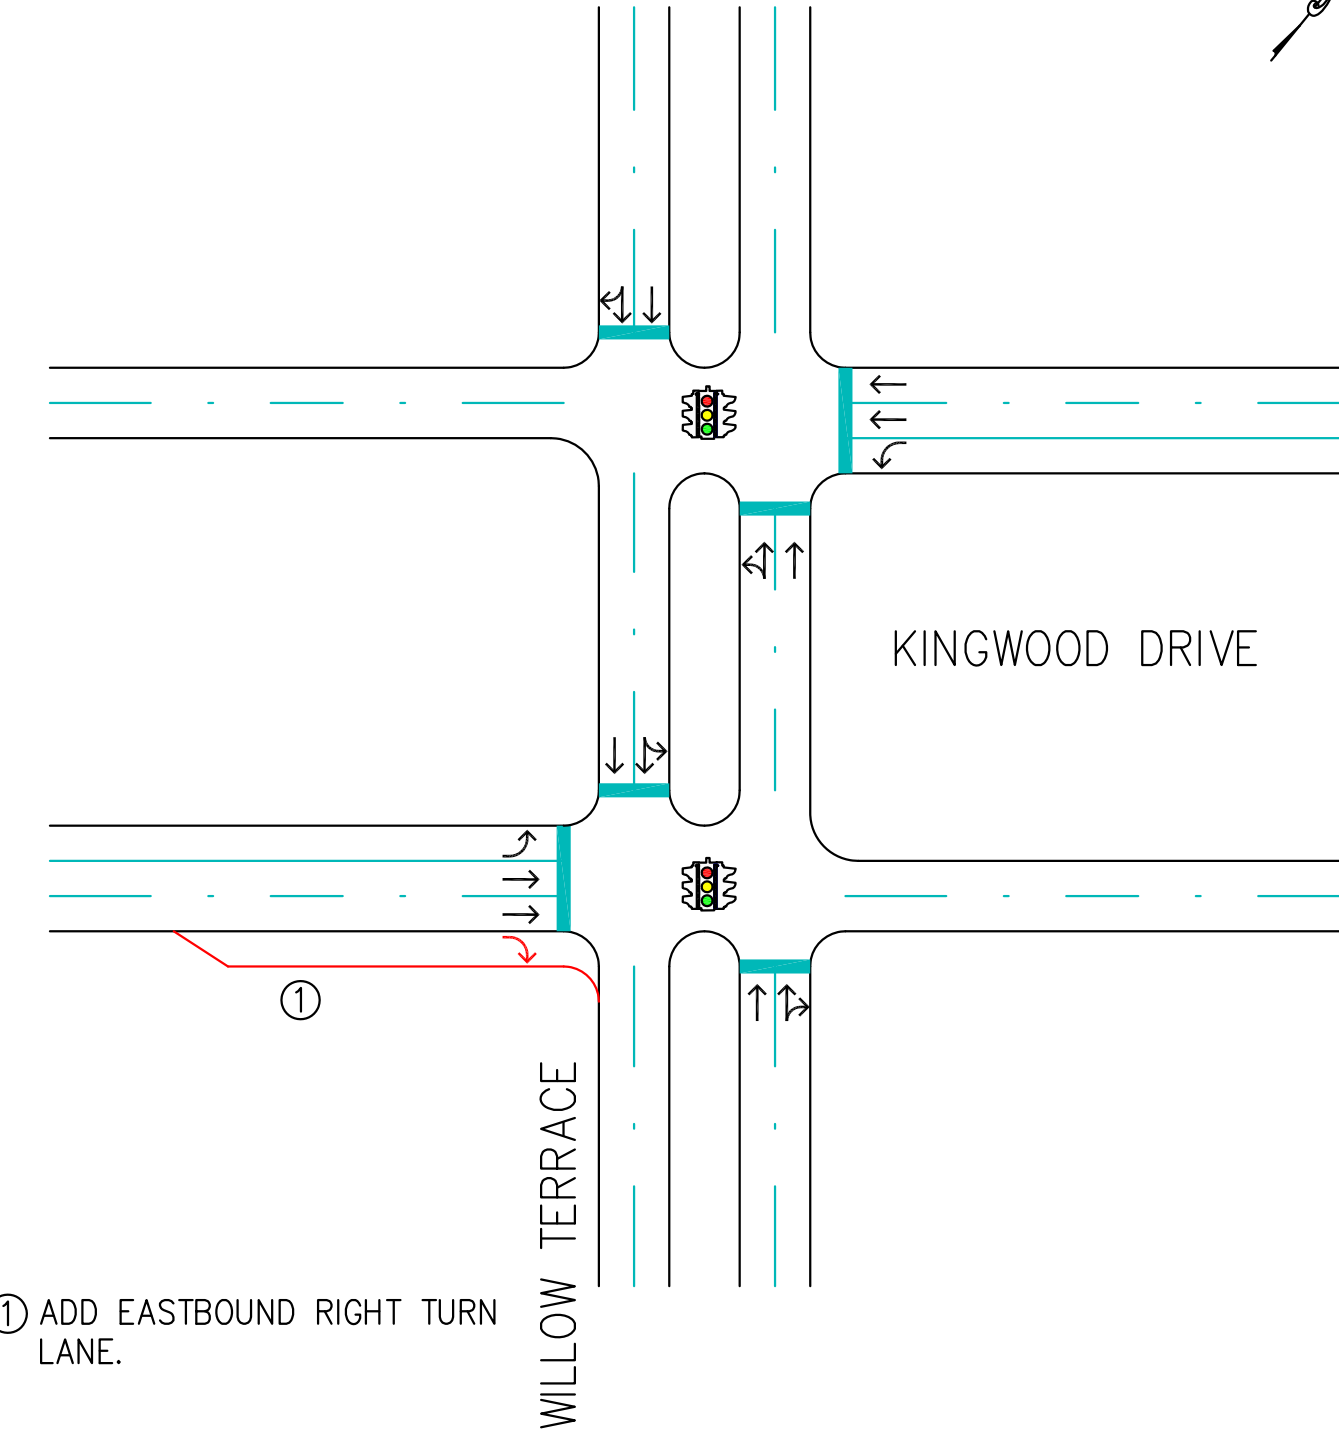 KINGWOOD DRIVE
1
WILLOW TERRACE
1 ADD EASTBOUND RIGHT TURN
LANE.